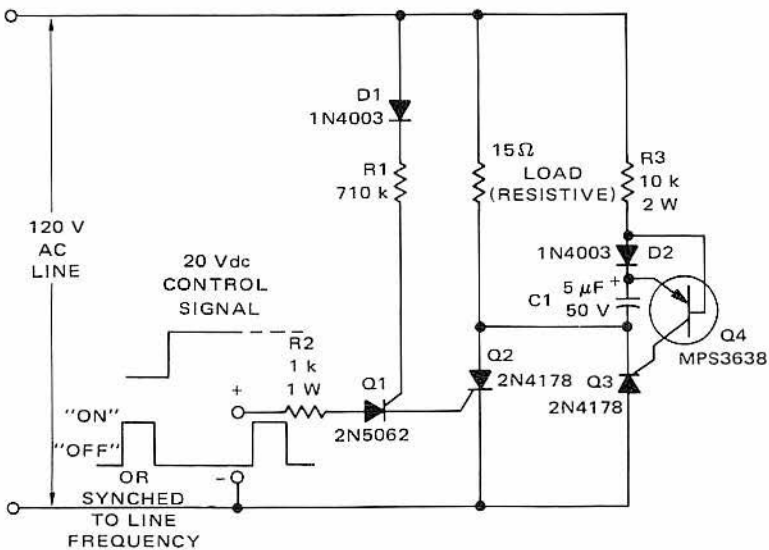 D1
1N4003
R1
710 k
15Ω
LOAD
(RESISTIVE)
R3
10 k
2 W
120 V
AC
LINE
20 Vdc
CONTROL
SIGNAL
1N4003
D2
5 μF
+
C1
50 V
Q4
MPS3638
R2
1 k
1 W
Q1
2N5062
Q2
2N4178
Q3
2N4178
+
"ON"
"OFF"
−
OR
SYNCHED
TO LINE
FREQUENCY